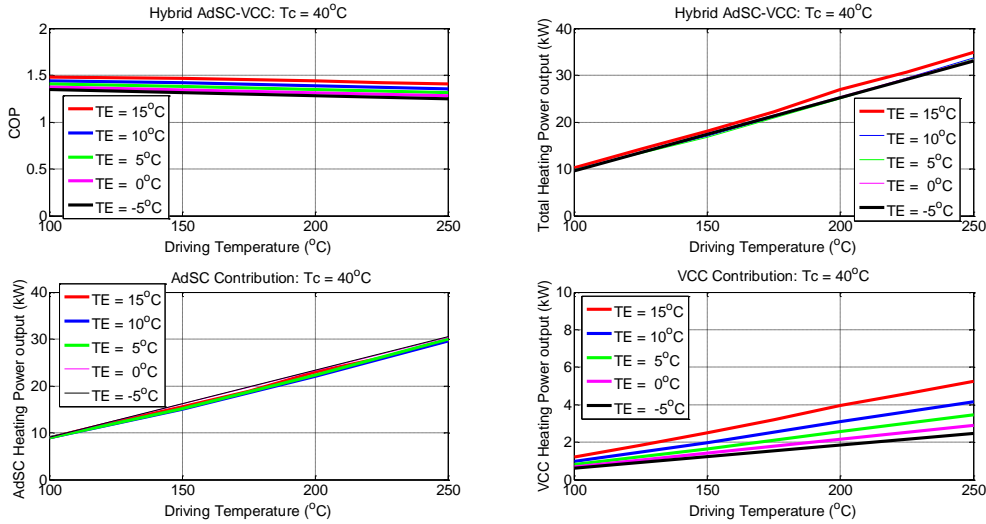 Hybrid AdSC-VCC: Tc = 40°C
COP
2
1.5
1
0.5
0
TE = 15°C
TE = 10°C
TE = 5°C
TE = 0°C
TE = -5°C
100
150
200
250
Driving Temperature (°C)
Hybrid AdSC-VCC: Tc = 40°C
Total Heating Power output (kW)
40
30
20
10
0
TE = 15°C
TE = 10°C
TE = 5°C
TE = 0°C
TE = -5°C
100
150
200
250
Driving Temperature (°C)
AdSC Contribution: Tc = 40°C
AdSC Heating Power output (kW)
40
30
20
10
0
TE = 15°C
TE = 10°C
TE = 5°C
TE = 0°C
TE = -5°C
100
150
200
250
Driving Temperature (°C)
VCC Contribution: Tc = 40°C
VCC Heating Power output (kW)
10
8
6
4
2
0
TE = 15°C
TE = 10°C
TE = 5°C
TE = 0°C
TE = -5°C
100
150
200
250
Driving Temperature (°C)